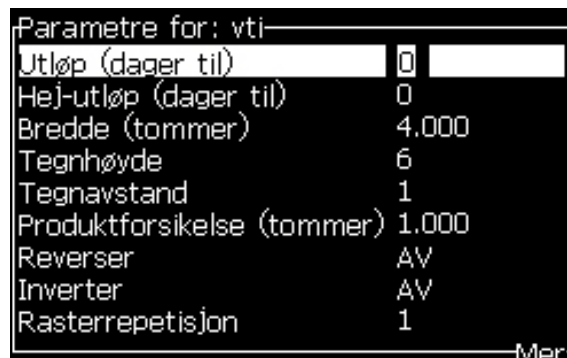 Parametre for: vti
Utløp (dager til) 0
Hej-utløp (dager til) 0
Bredde (tommer) 4.000
Tegnhøyde 6
Tegnavstand 1
Produktforsikelse (tommer) 1.000
Reverser AV
Inverter AV
Rasterrepetisjon 1
Mer